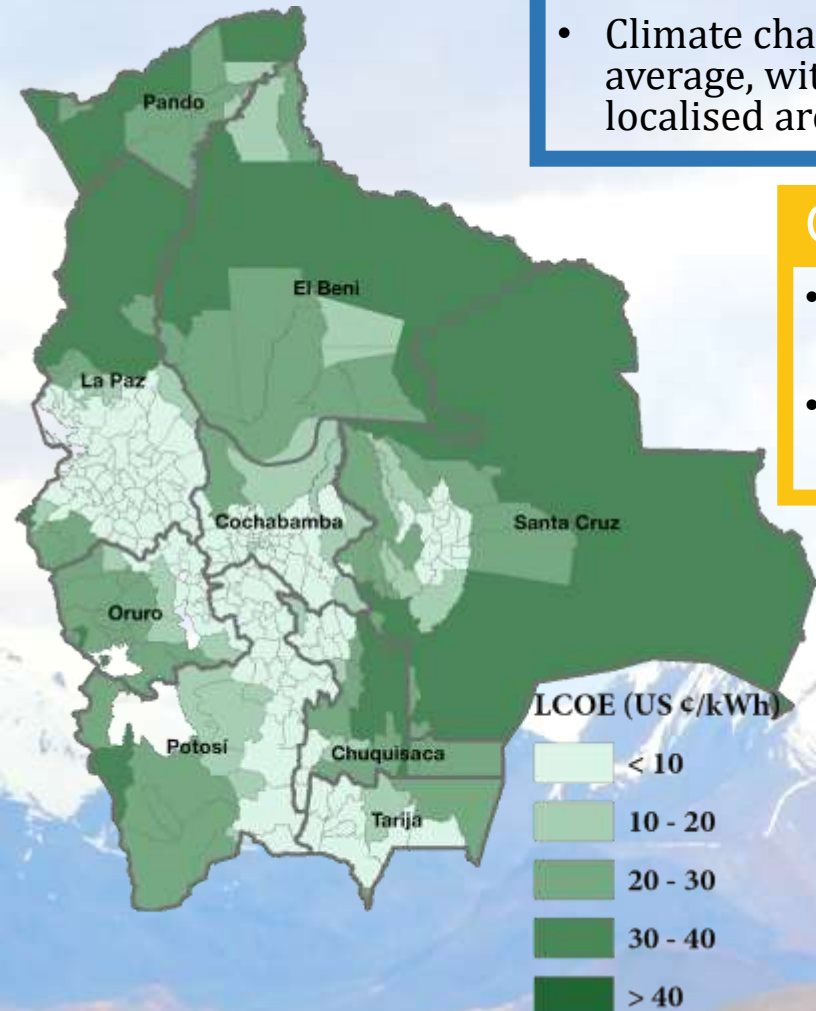 • Climate cha
average, wit
localised are
•
•
Pando
El Beni
La Paz
Cochabamba
Santa Cruz
Oruro
Potosí
Chuquisaca
Tarija
LCOE (US ¢/kWh)
< 10
10 - 20
20 - 30
30 - 40
> 40